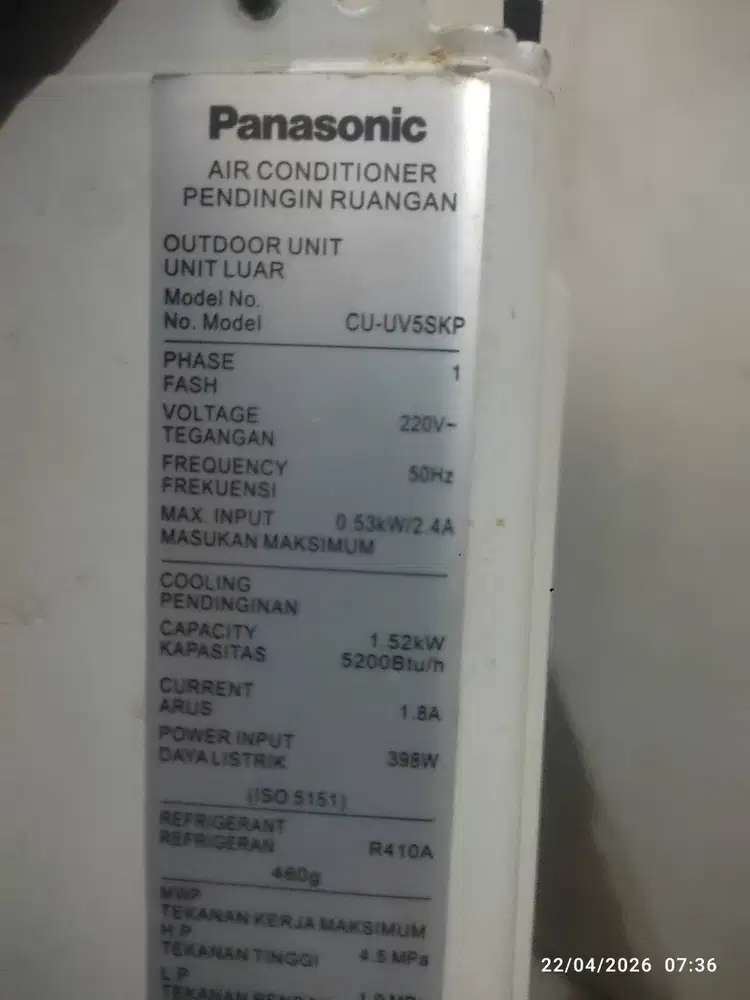 Panasonic
AIR CONDITIONER
PENDINGIN RUANGAN
OUTDOOR UNIT
UNIT LUAR
Model No.
No. Model CU-UV5SKP
PHASE 1
FASH
VOLTAGE 220V~
TEGANGAN
FREQUENCY 50Hz
FREKUENSI
MAX. INPUT 0.53kW/2.4A
MASUKAN MAKSIMUM
COOLING
PENDINGINAN
CAPACITY 1.52kW
KAPASITAS 5200Btu/h
CURRENT
ARUS 1.8A
POWER INPUT
DAYA LISTRIK 398W
(ISO 5151)
REFRIGERANT
REFRIGERAN R410A
460g
MWP
TEKANAN KERJA MAKSIMUM
H.P
TEKANAN TINGGI 4.5 MPa
L.P
TEKANAN
22/04/2026 07:36